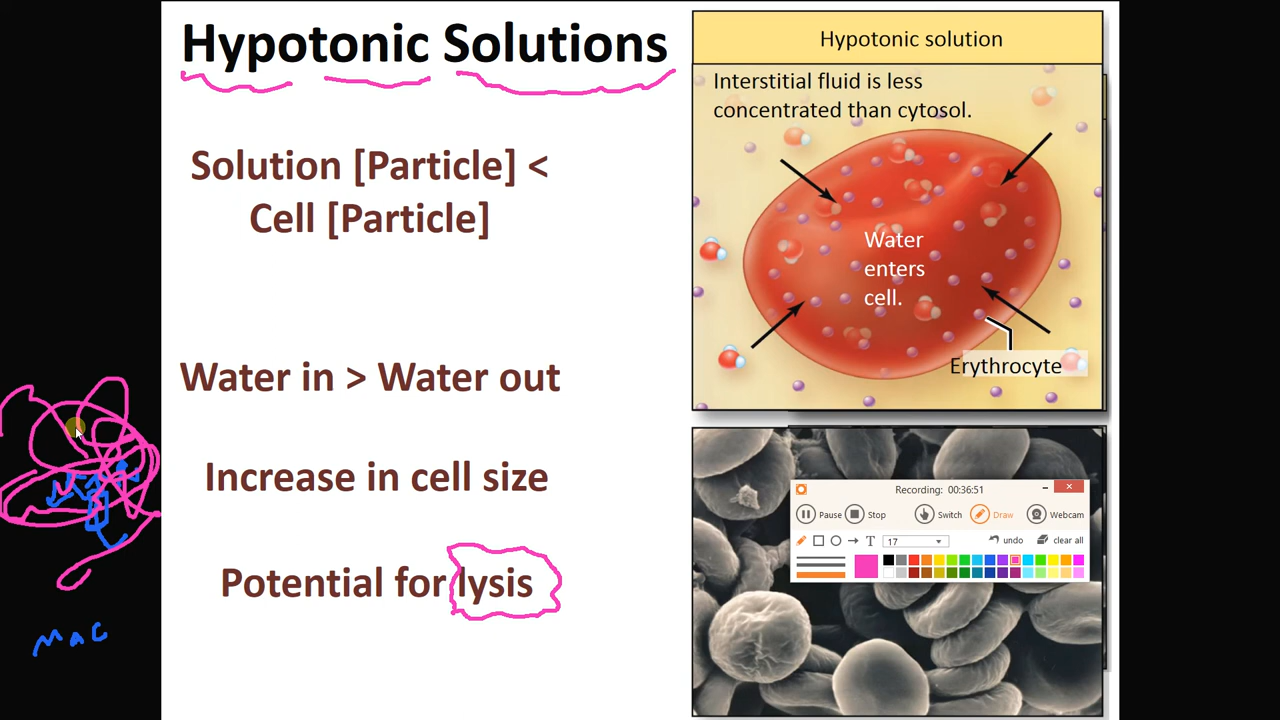 Hypotonic Solutions
Solution [Particle] <
Cell [Particle]
Water in > Water out
Increase in cell size
Potential for lysis
MAC
Hypotonic solution
Interstitial fluid is less
concentrated than cytosol.
Water
enters
cell.
Erythrocyte
Recording: 00:36:51
Pause Stop Switch Draw Webcam
T 17 undo clear all